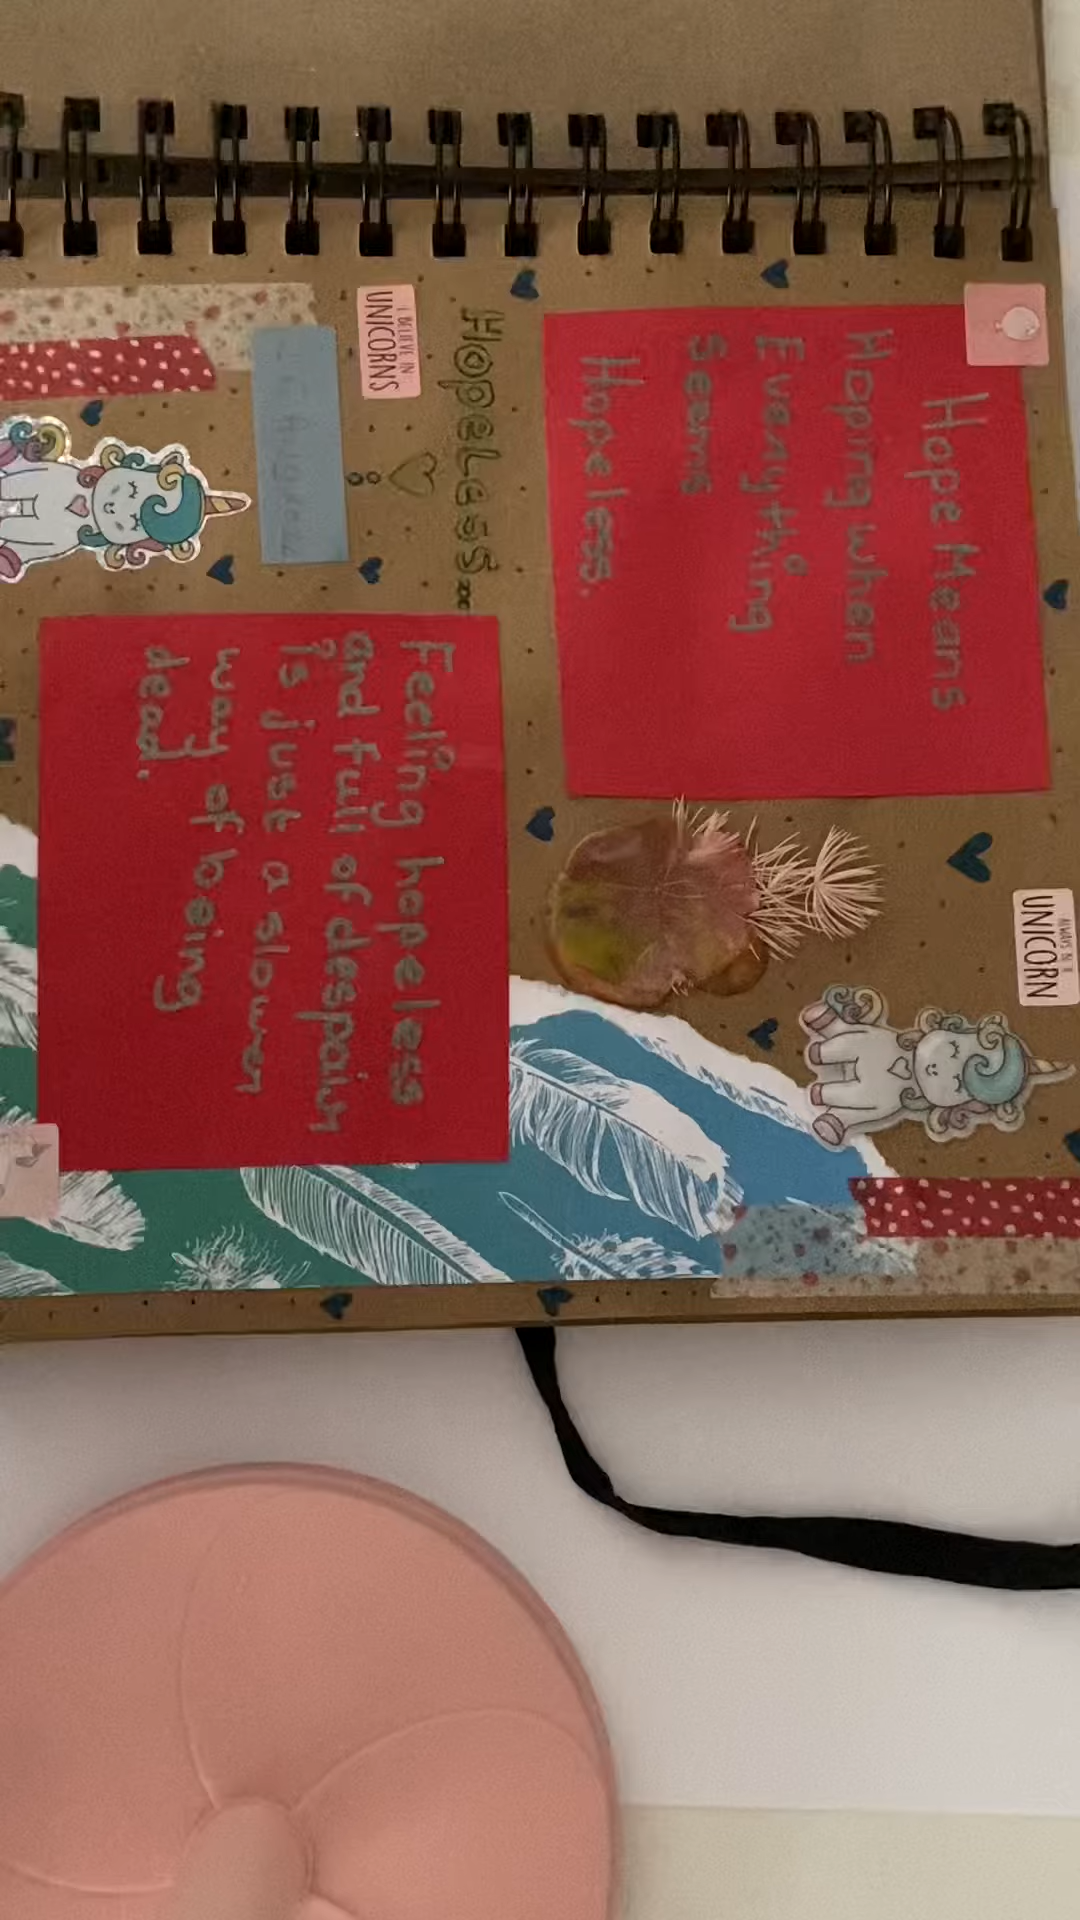 Hope Means
Hoping when
Everything
Seems
Hopeless.
HOPELESS...
I BELIEVE IN
UNICORNS
Feeling hopeless
and full of despair
is just a slower
way of being
dead.
ALWAYS BE A
UNICORN